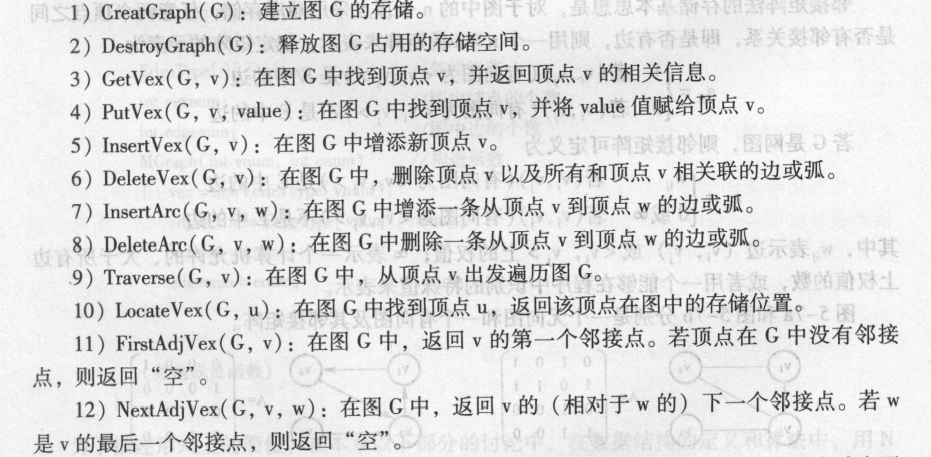 1) CreatGraph(G): 建立图 G 的存储。
2) DestroyGraph(G): 释放图 G 占用的存储空间。
3) GetVex(G, v): 在图 G 中找到顶点 v, 并返回顶点 v 的相关信息。
4) PutVex(G, v, value): 在图 G 中找到顶点 v, 并将 value 值赋给顶点 v。
5) InsertVex(G, v): 在图 G 中增添新顶点 v。
6) DeleteVex(G, v): 在图 G 中, 删除顶点 v 以及所有和顶点 v 相关联的边或弧。
7) InsertArc(G, v, w): 在图 G 中增添一条从顶点 v 到顶点 w 的边或弧。
8) DeleteArc(G, v, w): 在图 G 中删除一条从顶点 v 到顶点 w 的边或弧。
9) Traverse(G, v): 在图 G 中, 从顶点 v 出发遍历图 G。
10) LocateVex(G, u): 在图 G 中找到顶点 u, 返回该顶点在图中的存储位置。
11) FirstAdjVex(G, v): 在图 G 中, 返回 v 的第一个邻接点。若顶点在 G 中没有邻接
点, 则返回“空”。
12) NextAdjVex(G, v, w): 在图 G 中, 返回 v 的 (相对于 w 的) 下一个邻接点。若 w
是 v 的最后一个邻接点, 则返回“空”。